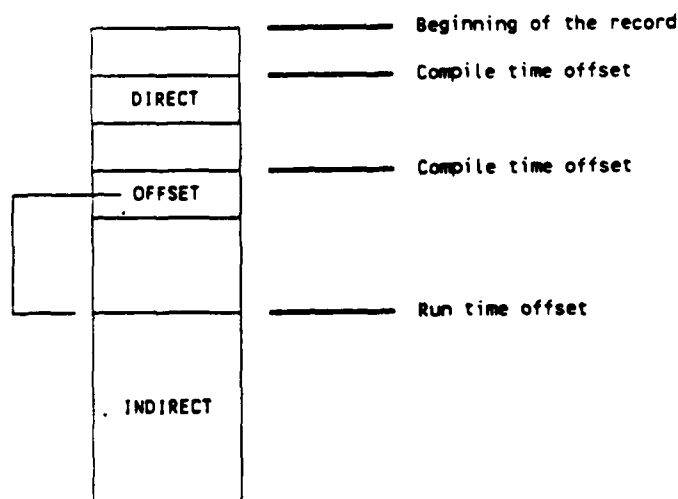 Beginning of the record
Compile time offset
DIRECT
Compile time offset
OFFSET
Run time offset
INDIRECT